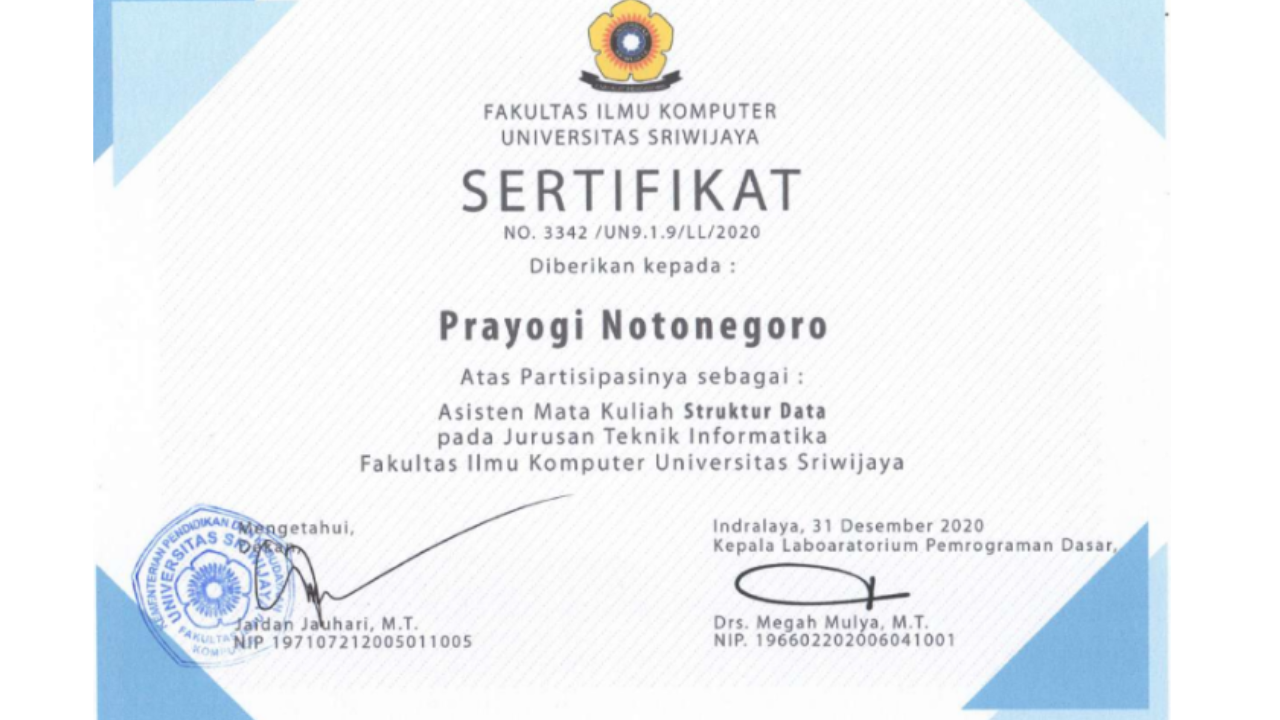 FAKULTAS ILMU KOMPUTER
UNIVERSITAS SRIWIJAYA
SERTIFIKAT
NO. 3342 /UN9.1.9/LL/2020
Diberikan kepada :
Prayogi Notonegoro
Atas Partisipasinya sebagai :
Asisten Mata Kuliah Struktur Data
pada Jurusan Teknik Informatika
Fakultas Ilmu Komputer Universitas Sriwijaya
Mengetahui,
Dekan,
Jaidan Jauhari, M.T.
NIP 197107212005011005
Indralaya, 31 Desember 2020
Kepala Laboaratorium Pemrograman Dasar,
Drs. Megah Mulya, M.T.
NIP. 196602202006041001
KEMENTERIAN PENDIDIKAN
UNIVERSITAS SRIWIJAYA
FAKULTAS ILMU